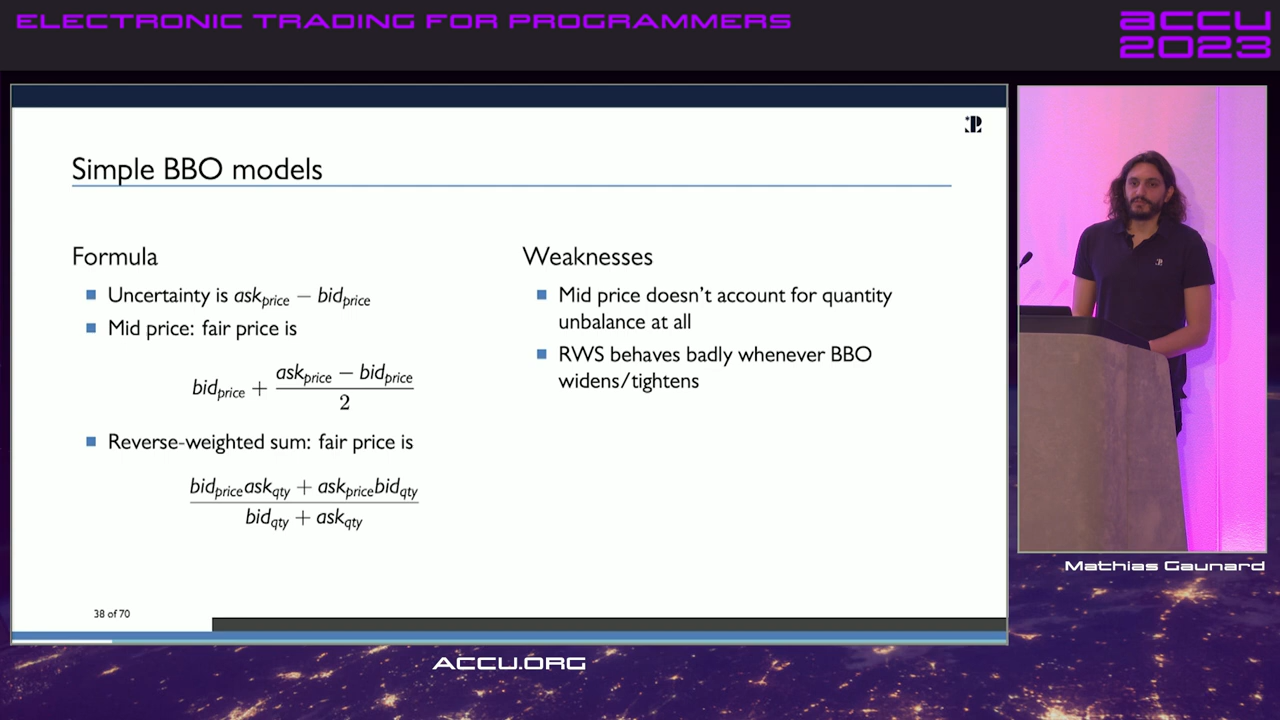 ELECTRONIC TRADING FOR PROGRAMMERS
accu
2023
Simple BBO models
Formula
Uncertainty is ask_price − bid_price
Mid price: fair price is
bid_price + (ask_price − bid_price) / 2
Reverse-weighted sum: fair price is
(bid_price ask_qty + ask_price bid_qty) / (bid_qty + ask_qty)
Weaknesses
Mid price doesn't account for quantity
unbalance at all
RWS behaves badly whenever BBO
widens/tightens
38 of 70
Mathias Gaunard
ACCU.ORG